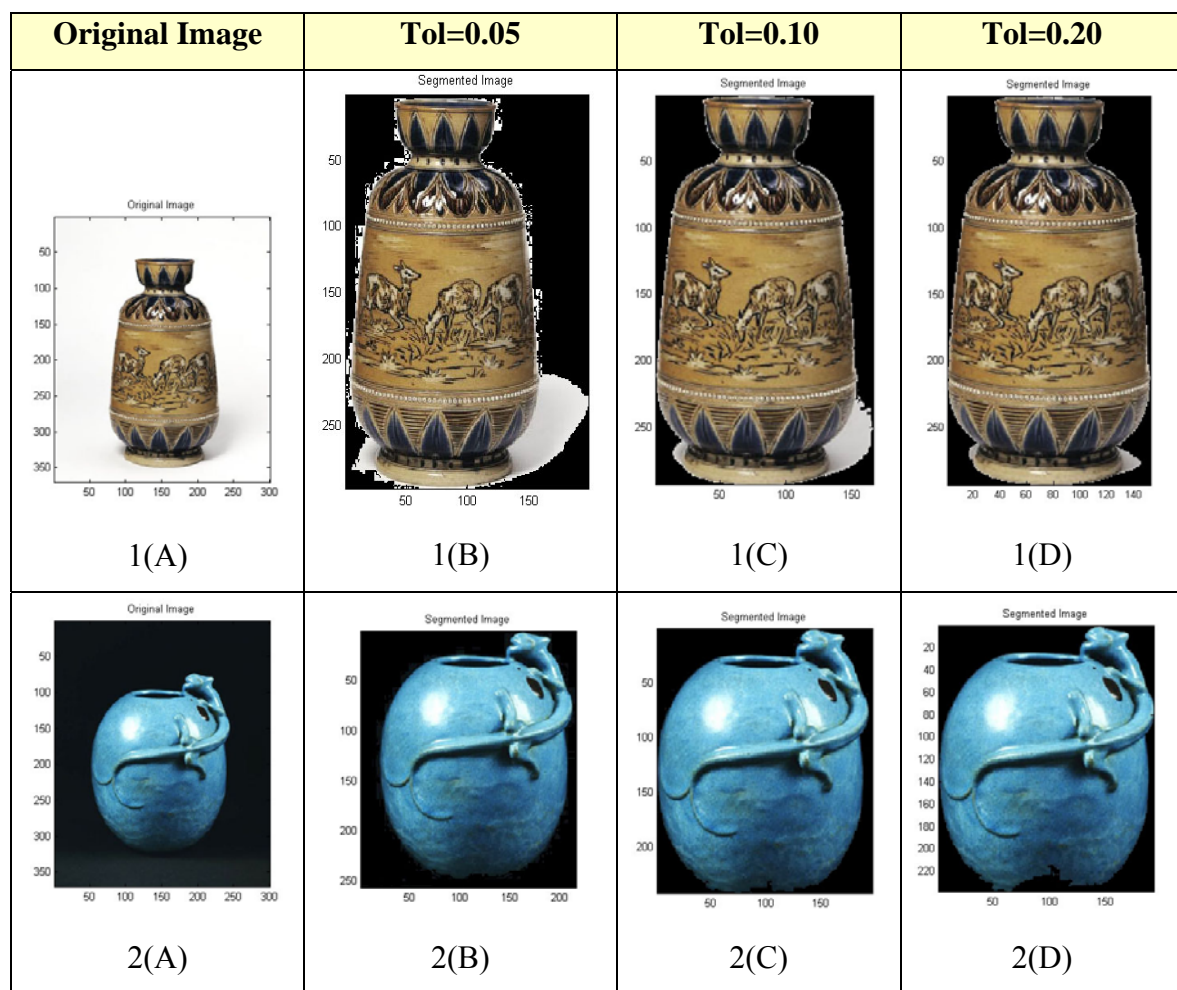 Original Image Tol=0.05 Tol=0.10 Tol=0.20
Original Image
50
100
150
200
250
300
350
50 100 150 200 250 300
1(A)
Segmented Image
50
100
150
200
250
50 100 150
1(B)
Segmented Image
50
100
150
200
250
50 100 150
1(C)
Segmented Image
50
100
150
200
250
20 40 60 80 100 120 140
1(D)
Original Image
50
100
150
200
250
300
350
50 100 150 200 250 300
2(A)
Segmented Image
50
100
150
200
250
50 100 150 200
2(B)
Segmented Image
50
100
150
200
50 100 150
2(C)
Segmented Image
20
40
60
80
100
120
140
160
180
200
220
50 100 150
2(D)